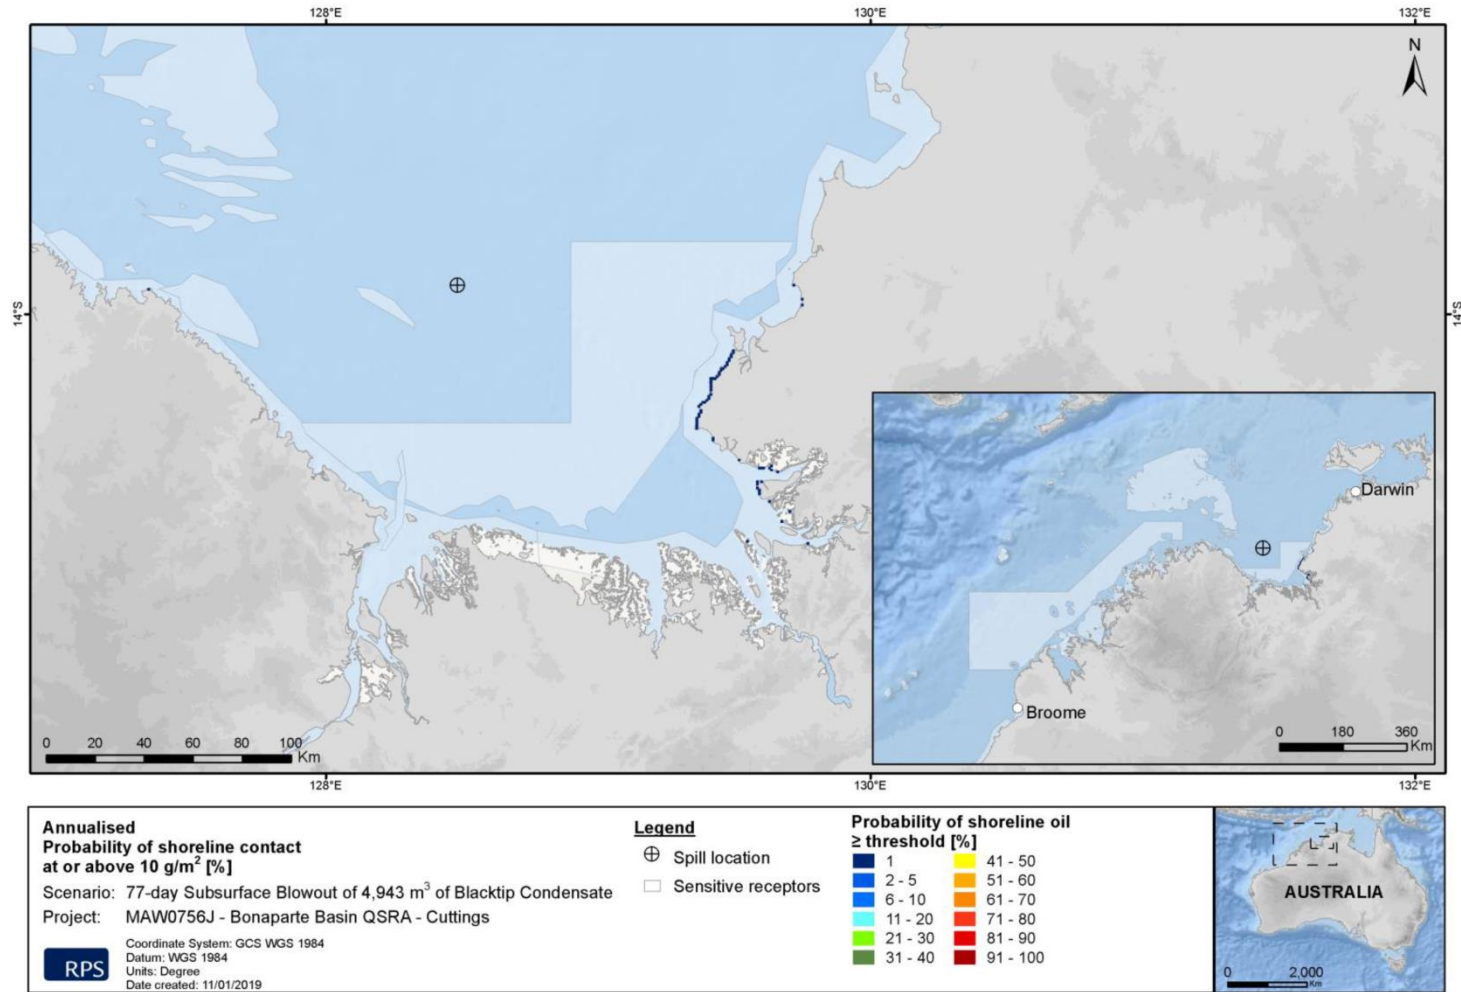 128°E
130°E
132°E
N
14°S
14°S
Darwin
Broome
0 20 40 60 80 100
Km
0 180 360
Km
128°E
130°E
132°E
Annualised
Probability of shoreline contact
at or above 10 g/m² [%]
Scenario: 77-day Subsurface Blowout of 4,943 m³ of Blacktip Condensate
Project: MAW0756J - Bonaparte Basin QSRA - Cuttings
RPS
Coordinate System: GCS WGS 1984
Datum: WGS 1984
Units: Degree
Date created: 11/01/2019
Legend
Spill location
Sensitive receptors
Probability of shoreline oil
≥ threshold [%]
1
2 - 5
6 - 10
11 - 20
21 - 30
31 - 40
41 - 50
51 - 60
61 - 70
71 - 80
81 - 90
91 - 100
AUSTRALIA
0 2,000
Km